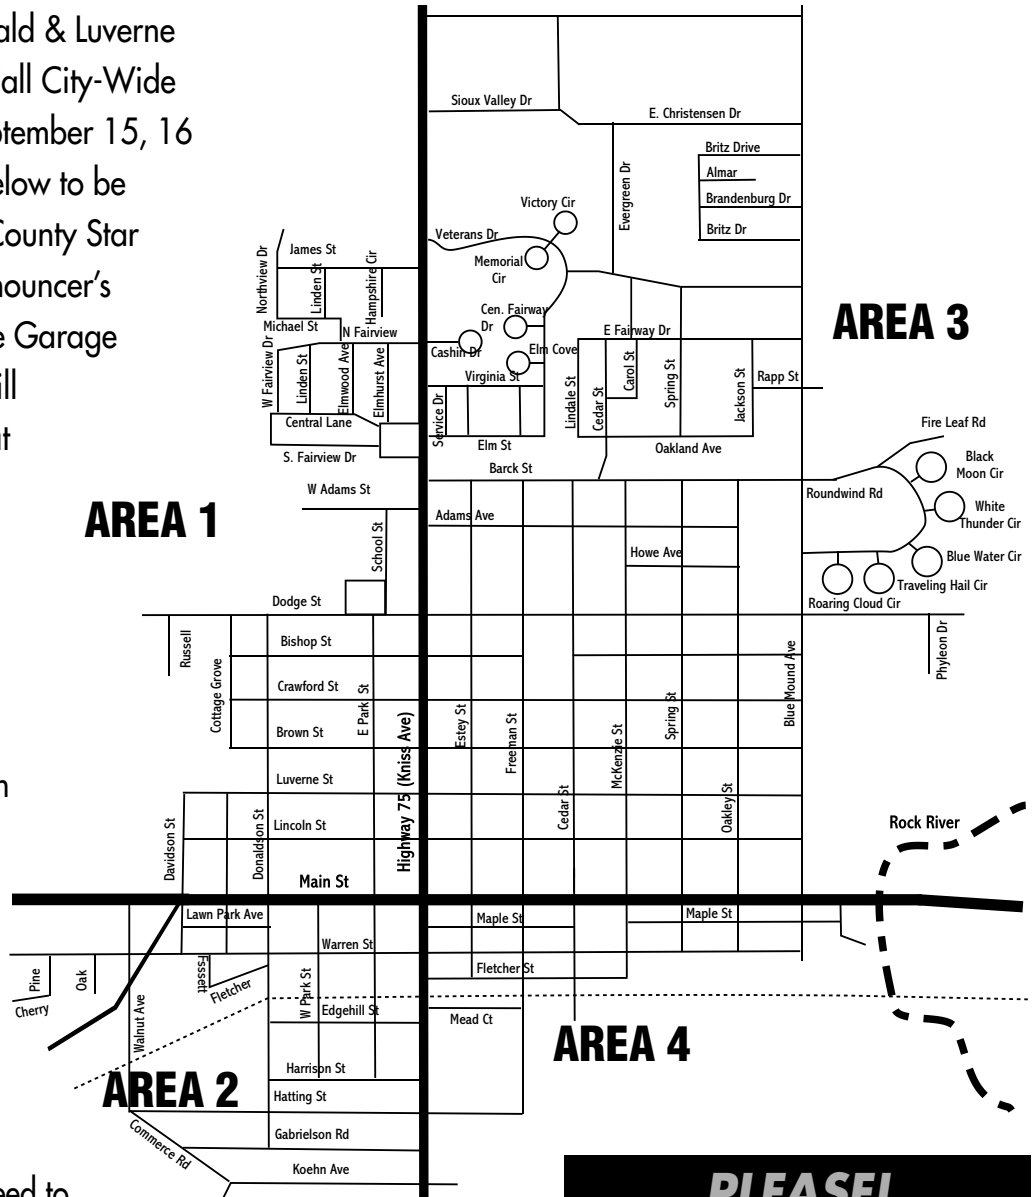 ald & Luverne
all City-Wide
ptember 15, 16
elow to be
County Star
nouncer's
e Garage
ill
at
n
eed to
Sioux Valley Dr
E. Christensen Dr
Britz Drive
Almar
Brandenburg Dr
Britz Dr
Evergreen Dr
Victory Cir
Veterans Dr
Memorial
Cir
Northview Dr
James St
Linden St
Hampshire Cir
Michael St
N Fairview
Cen. Fairway
Dr
Cashin Dr
Elm Cove
E Fairway Dr
AREA 3
W Fairview Dr
Linden St
Elmwood Ave
Elmhurst Ave
Virginia St
Service Dr
Lindale St
Cedar St
Carol St
Spring St
Jackson St
Rapp St
Central Lane
S. Fairview Dr
Elm St
Oakland Ave
Barck St
Fire Leaf Rd
Black
Moon Cir
Roundwind Rd
White
Thunder Cir
Blue Water Cir
Traveling Hail Cir
Roaring Cloud Cir
W Adams St
AREA 1
School St
Adams Ave
Howe Ave
Dodge St
Russell
Bishop St
Cottage Grove
Crawford St
E Park St
Brown St
Highway 75 (Kniss Ave)
Estey St
Freeman St
McKenzie St
Spring St
Blue Mound Ave
Phyleon Dr
Luverne St
Davidson St
Donaldson St
Lincoln St
Cedar St
Oakley St
Rock River
Main St
Lawn Park Ave
Maple St
Maple St
Warren St
Fletcher St
Pine
Oak
Cherry
Fsssett
Fletcher
W Park St
Walnut Ave
Edgehill St
Mead Ct
AREA 4
Harrison St
AREA 2
Hatting St
Commerce Rd
Gabrielson Rd
Koehn Ave
PLEASE!